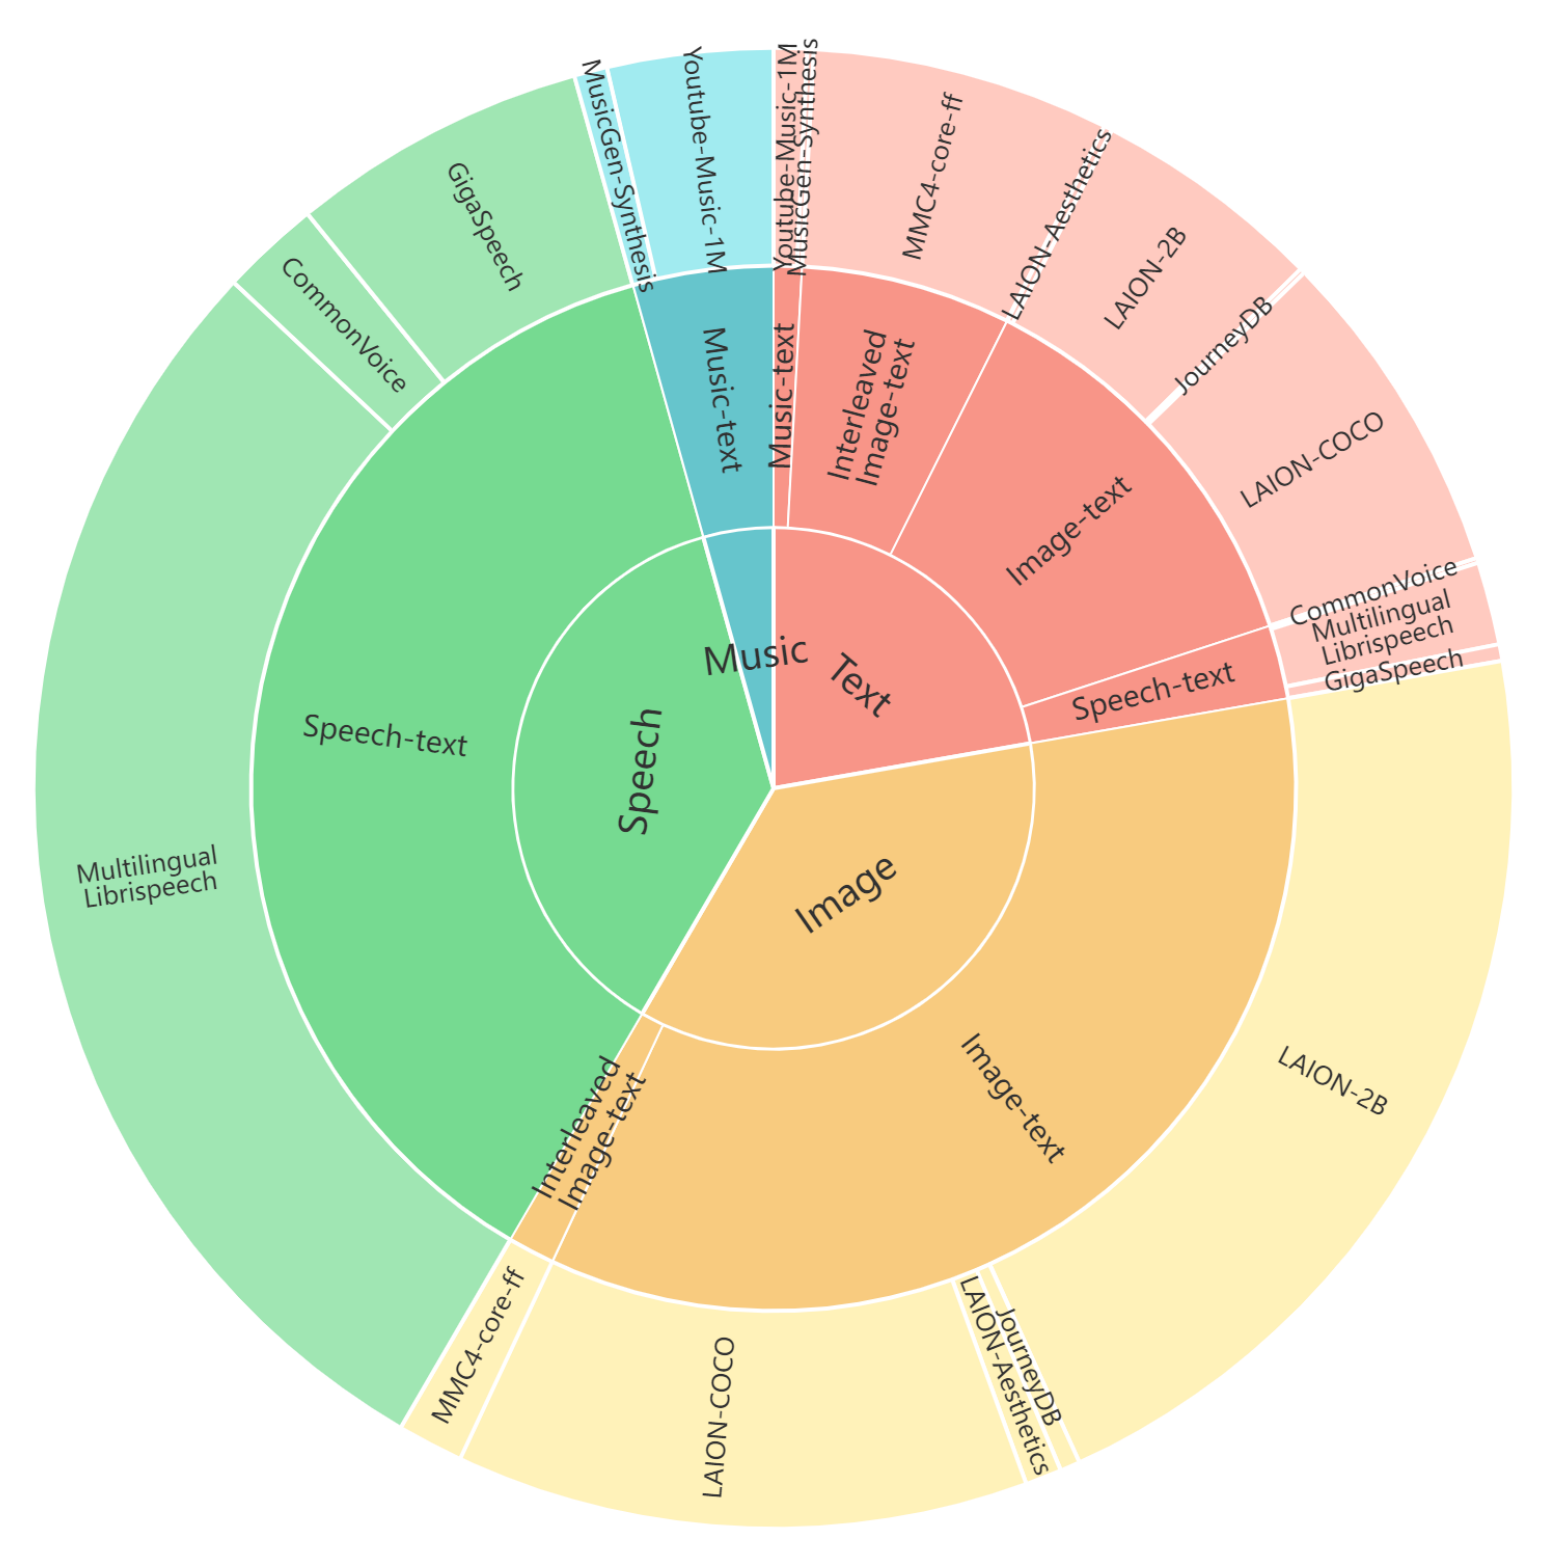 Music
Text
Speech
Image
Music-text
Music-text
Interleaved
Image-text
Image-text
Speech-text
Image-text
Interleaved
Image-text
Speech-text
Youtube-Music-1M
MusicGen-Synthesis
MMC4-core-ff
LAION-Aesthetics
LAION-2B
JourneyDB
LAION-COCO
CommonVoice
Multilingual
Librispeech
GigaSpeech
LAION-2B
JourneyDB
LAION-Aesthetics
LAION-COCO
MMC4-core-ff
Multilingual
Librispeech
CommonVoice
GigaSpeech
MusicGen-Synthesis
Youtube-Music-1M